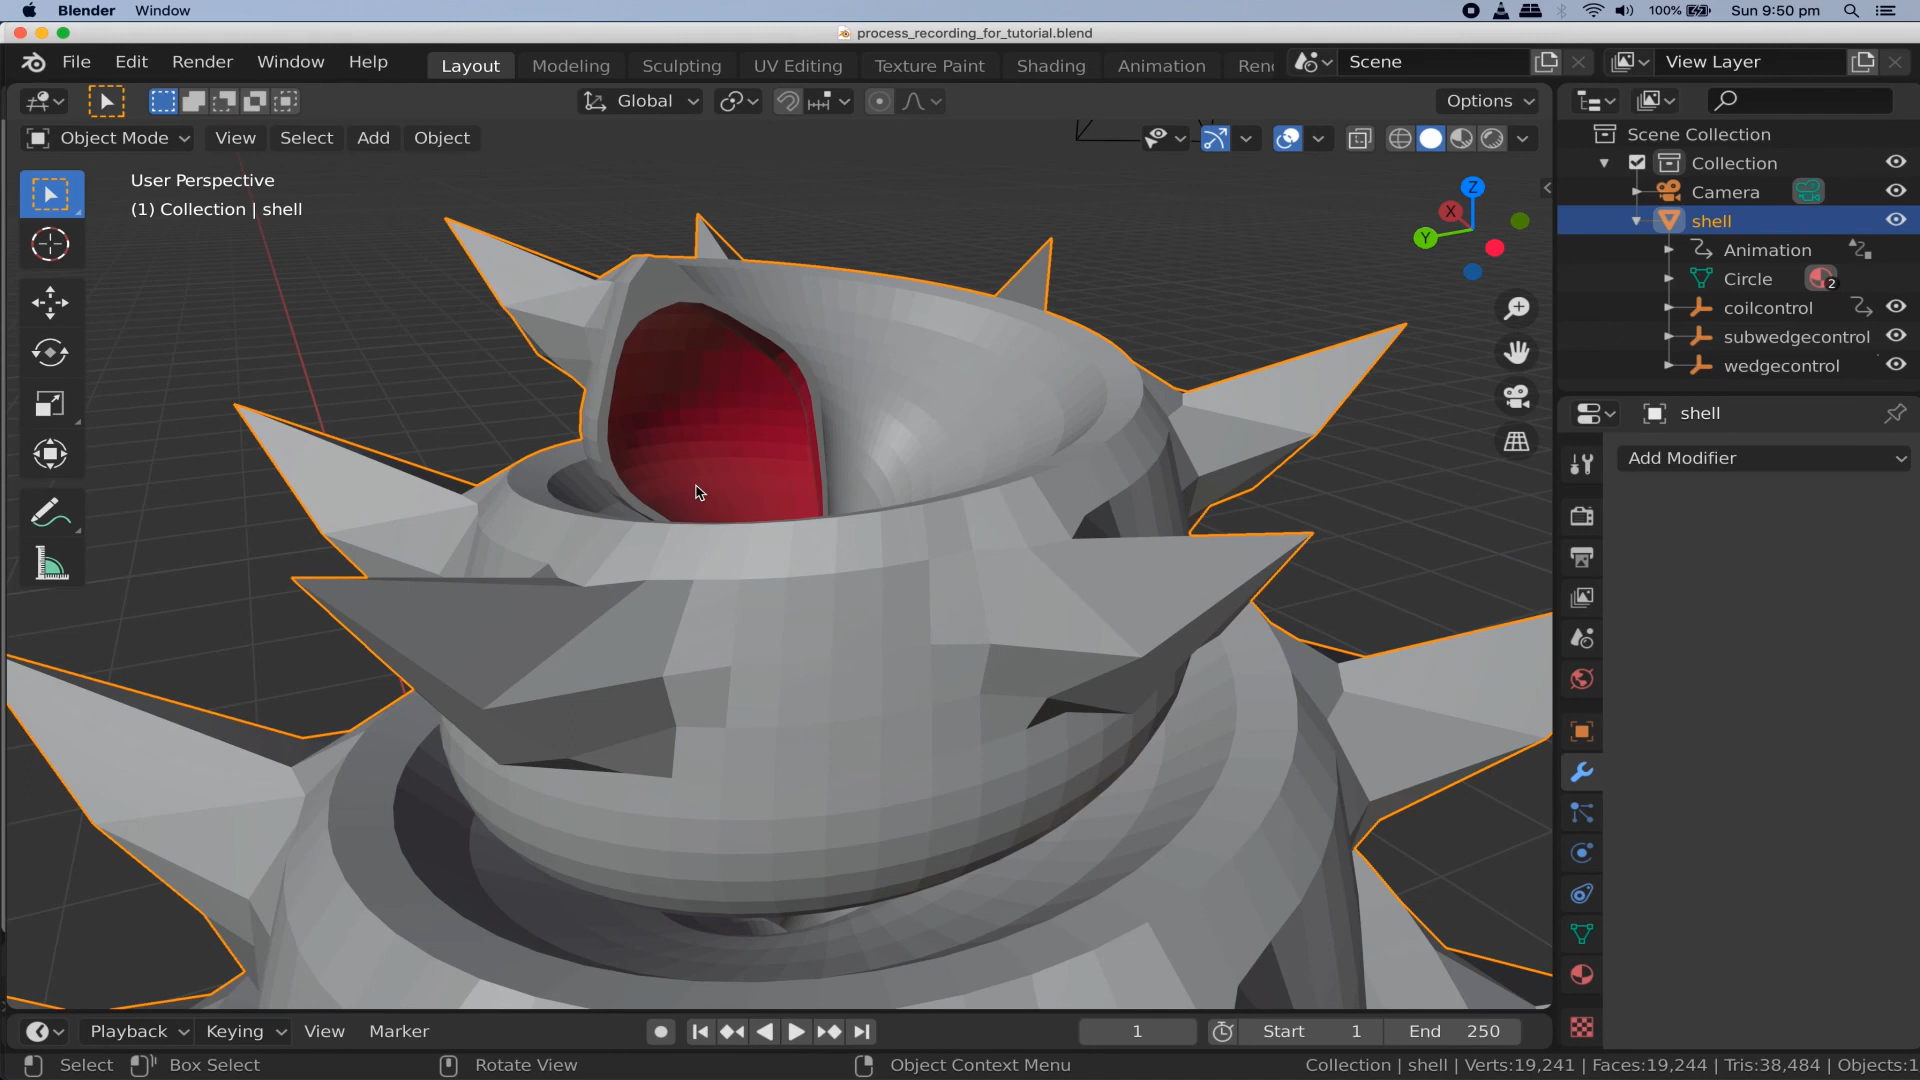 Blender Window 100% Sun 9:50 pm
process_recording_for_tutorial.blend
File Edit Render Window Help Layout Modeling Sculpting UV Editing Texture Paint Shading Animation Ren Scene View Layer
Global Options
Object Mode View Select Add Object
User Perspective
(1) Collection | shell
Z
X
Y
Scene Collection
Collection
Camera
shell
Animation
Circle 2
coilcontrol
subwedgecontrol
wedgecontrol
shell
Add Modifier
Playback Keying View Marker 1 Start 1 End 250
Select Box Select Rotate View Object Context Menu Collection | shell | Verts:19,241 | Faces:19,244 | Tris:38,484 | Objects:1